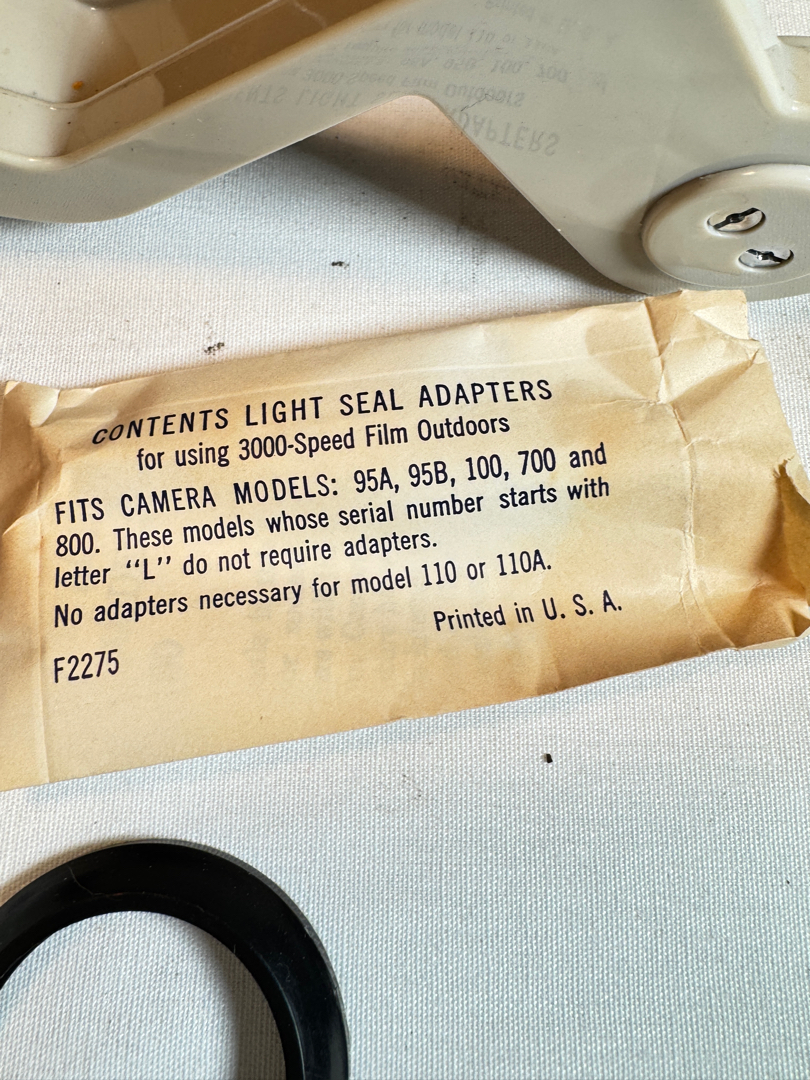 CONTENTS LIGHT SEAL ADAPTERS
for using 3000-Speed Film Outdoors
FITS CAMERA MODELS: 95A, 95B, 100, 700 and
800. These models whose serial number starts with
letter “L” do not require adapters.
No adapters necessary for model 110 or 110A.
Printed in U. S. A.
F2275